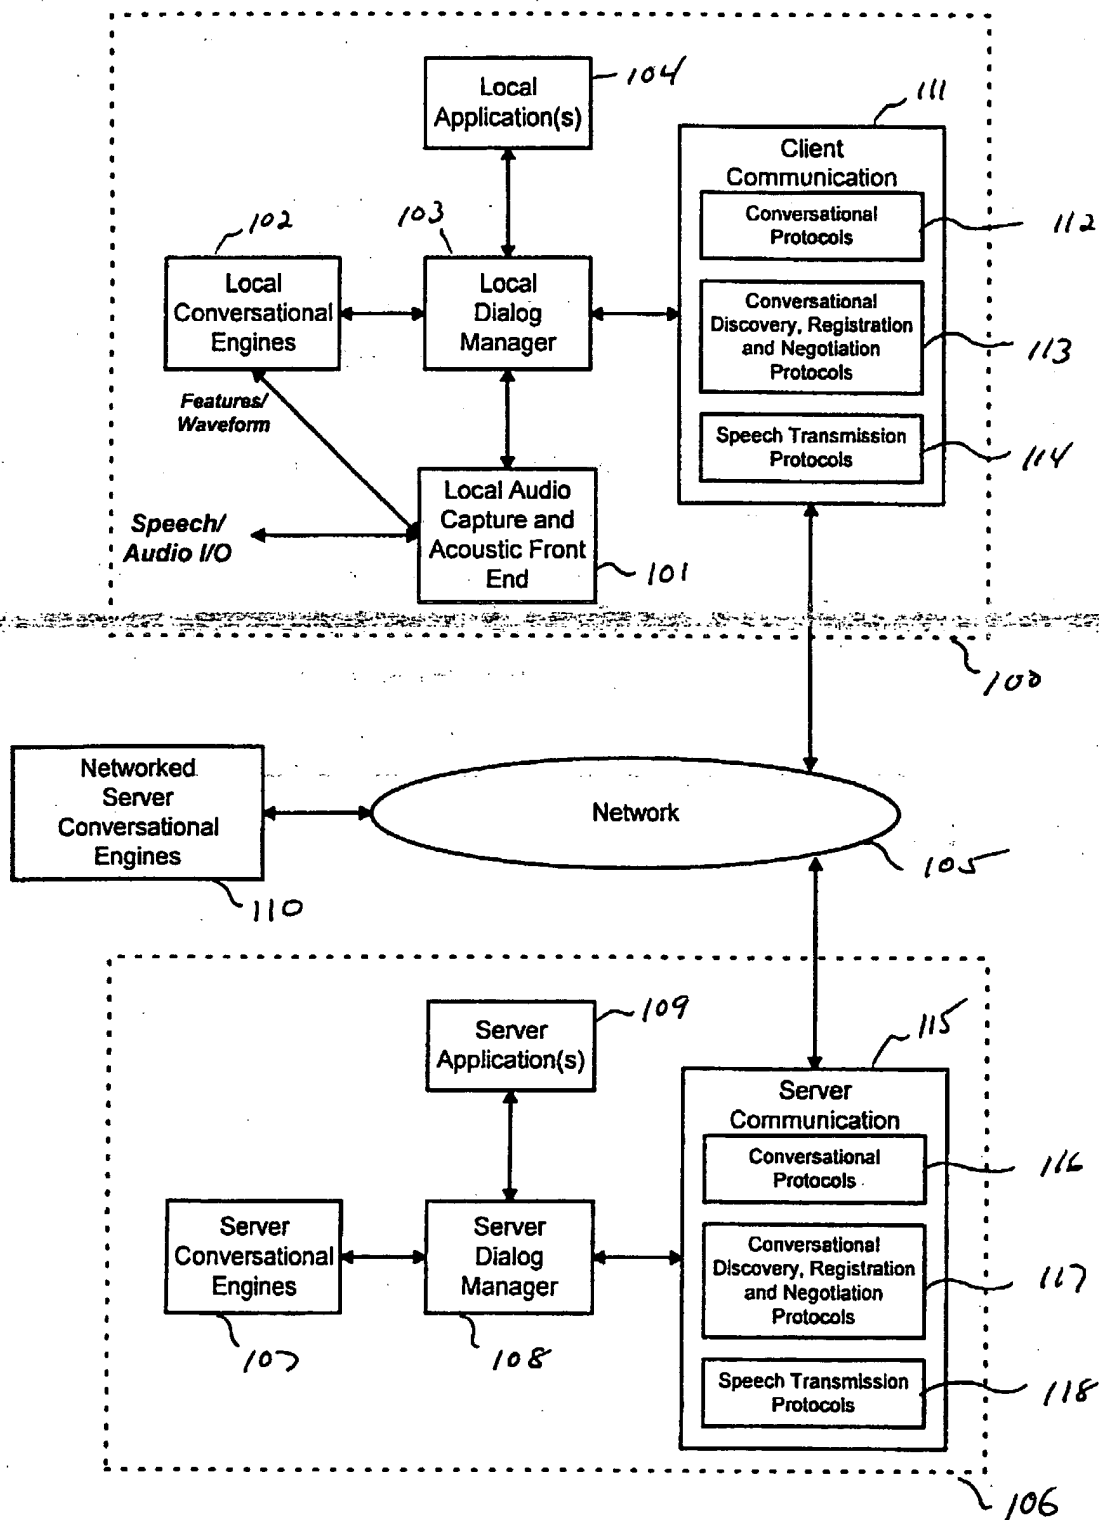 104
Local
Application(s)
111
Client
Communication
Conversational
Protocols
112
102
103
Local
Conversational
Engines
Local
Dialog
Manager
Conversational
Discovery, Registration
and Negotiation
Protocols
113
Features/
Waveform
Speech Transmission
Protocols
114
Speech/
Audio I/O
Local Audio
Capture and
Acoustic Front
End
101
100
Networked
Server
Conversational
Engines
110
Network
105
109
Server
Application(s)
115
Server
Communication
Conversational
Protocols
116
Server
Conversational
Engines
107
Server
Dialog
Manager
108
Conversational
Discovery, Registration
and Negotiation
Protocols
117
Speech Transmission
Protocols
118
106